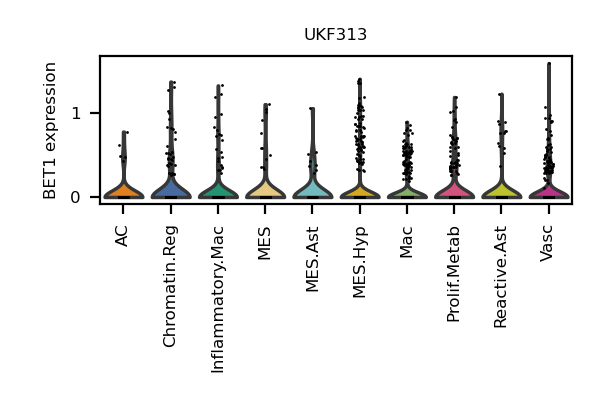 UKF313
BET1 expression
1
0
AC
Chromatin.Reg
Inflammatory.Mac
MES
MES.Ast
MES.Hyp
Mac
Prolif.Metab
Reactive.Ast
Vasc